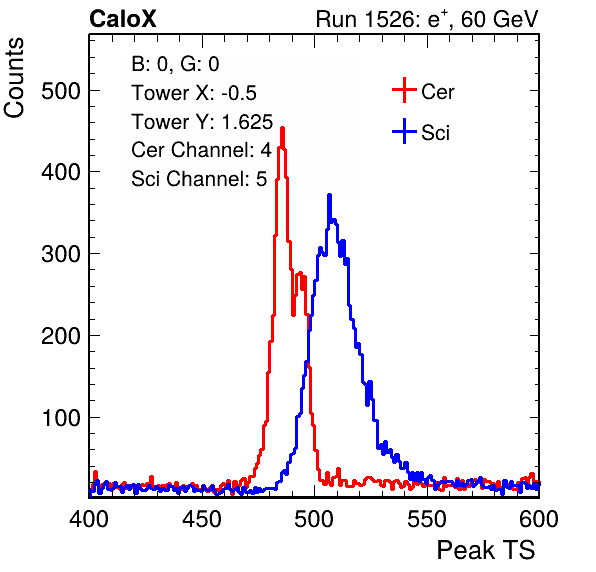 CaloX Run 1526: e⁺, 60 GeV
Counts
B: 0, G: 0
Tower X: -0.5
Tower Y: 1.625
Cer Channel: 4
Sci Channel: 5
Cer
Sci
500
400
300
200
100
400 450 500 550 600
Peak TS